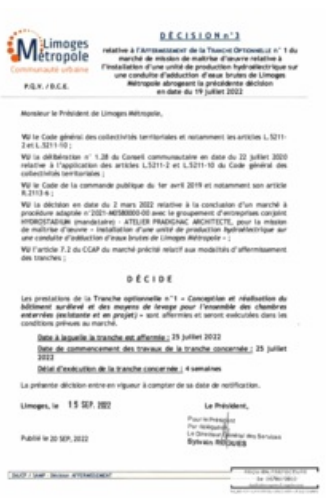 Limoges
Métropole
Communauté urbaine
P.Q.V. / D.C.E.
DÉCISION n°3
relative à l'AFFERMISSEMENT de la TRANCHE OPTIONNELLE n° 1 du
marché de mission de maîtrise d'œuvre relative à
l'installation d'une unité de production hydroélectrique sur
une conduite d'adduction d'eaux brutes de Limoges
Métropole abrogeant la précédente décision
en date du 19 juillet 2022
Monsieur le Président de Limoges Métropole,
VU le Code général des collectivités territoriales et notamment les articles L.5211-
2 et L.5211-10 ;
VU la délibération n° 1.28 du Conseil communautaire en date du 22 juillet 2020
relative à l'application des articles L.5211-2 et L.5211-10 du Code général des
collectivités territoriales ;
VU le Code de la commande publique du 1er avril 2019 et notamment son article
R.2113-6 ;
VU la décision en date du 2 mars 2022 relative à la conclusion d'un marché à
procédure adaptée n° avec le groupement d'entreprises conjoint
HYDROSTADIUM (mandataire) - ATELIER PRADIGNAC ARCHITECTE, pour la mission
de maîtrise d'œuvre « Installation d'une unité de production hydroélectrique sur
une conduite d'adduction d'eaux brutes de Limoges Métropole » ;
VU l'article 7.2 du CCAP du marché précité relatif aux modalités d'affermissement
des tranches ;
DÉCIDE
Les prestations de la Tranche optionnelle n°1 « Conception et réalisation du
bâtiment surélevé et des moyens de levage pour l'ensemble des chambres
enterrées (existante et en projet) » sont affermies et seront exécutées dans les
conditions prévues au marché.
Date à laquelle la tranche est affermie : 25 juillet 2022
Date de commencement des travaux de la tranche concernée : 25 juillet
2022
Délai d'exécution de la tranche concernée : 4 semaines
La présente décision entre en vigueur à compter de sa date de notification.
Limoges, le 15 SEP. 2022
Le Président,
Pour le Président
Par délégation,
Le Directeur Général des Services
Sylvain ROQUES
Publié le 20 SEP. 2022